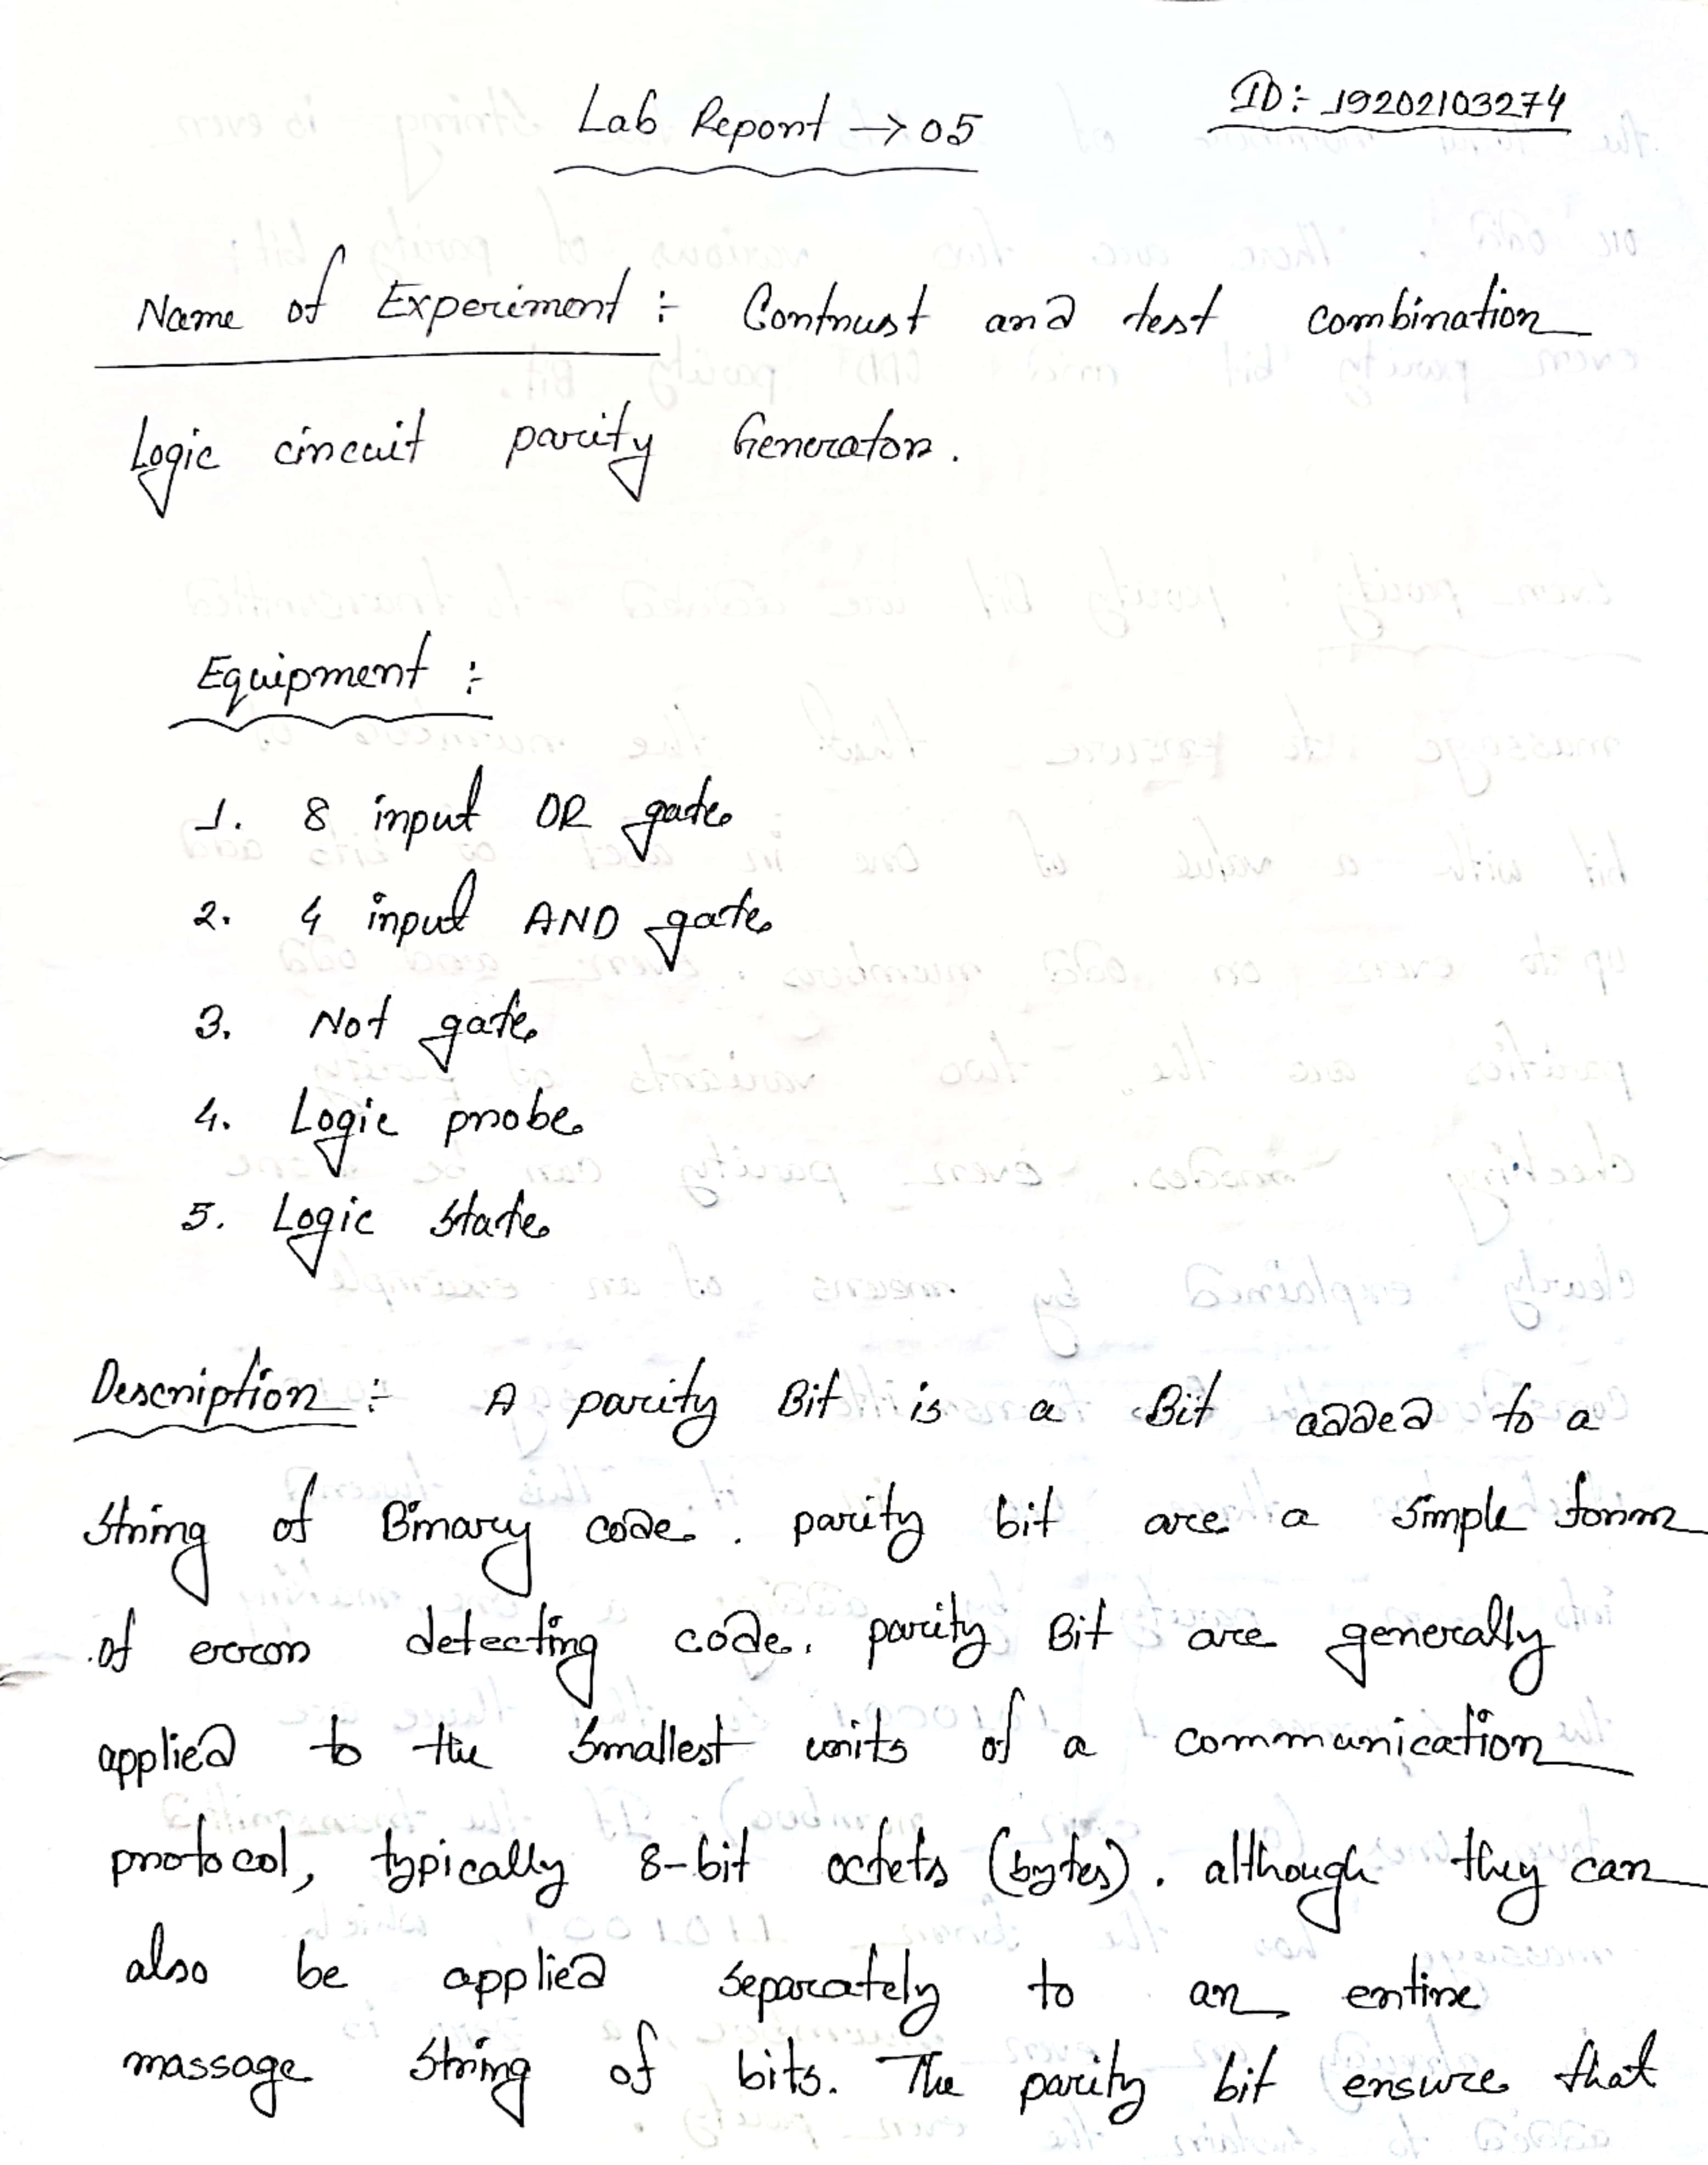 Lab Report → 05
ID:- 19202103274
Name of Experiment :- Contrust and test combination
Logic circuit parity Generator.
Equipment :-
1. 8 input OR gate
2. 4 input AND gate
3. Not gate
4. Logic probe
5. Logic state
Description :- A parity Bit is a Bit added to a
string of Binary code. parity bit are a simple form
of error detecting code. parity Bit are generally
applied to the smallest units of a communication
protocol, typically 8-bit octets (bytes). although they can
also be applied separately to an entire
massage string of bits. The parity bit ensure that